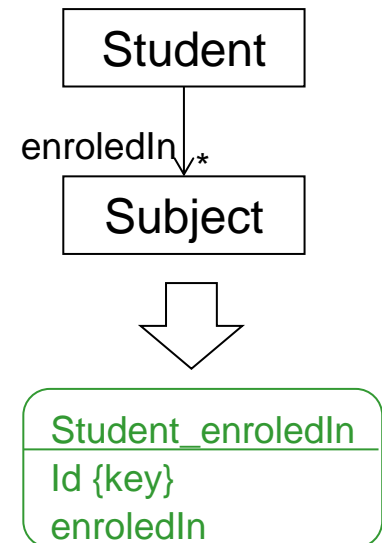 Student
enroledIn
*
Subject
Student_enroledIn
Id {key}
enroledIn